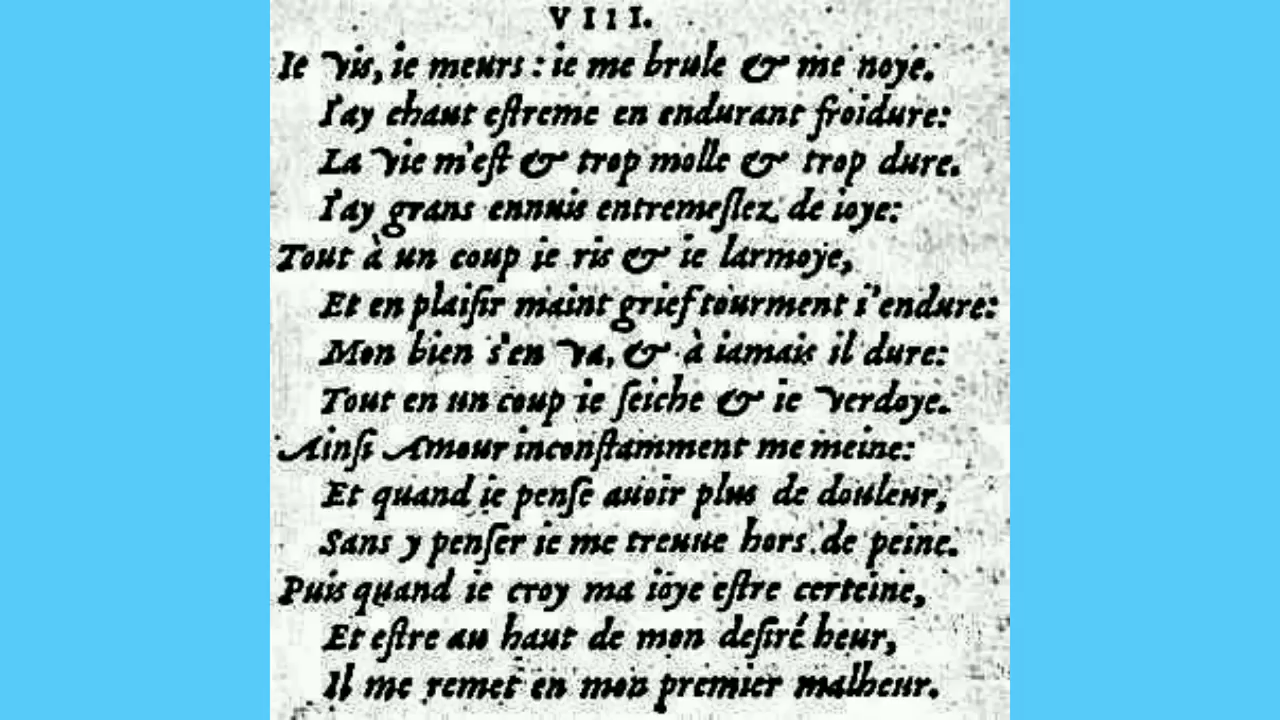 VIII.
Ie vis, ie meurs : ie me brule & me noye.
I'ay chaut eſtreme en endurant froidure:
La vie m'eſt & trop molle & trop dure.
I'ay grans ennuis entremeſlez de ioye:
Tout à un coup ie ris & ie larmoye,
Et en plaiſir maint grief tourment i'endure:
Mon bien s'en va, & à iamais il dure:
Tout en un coup ie ſeiche & ie verdoye.
Ainſi Amour inconſtamment me meine:
Et quand ie penſe auoir plus de douleur,
Sans y penſer ie me treuue hors de peine.
Puis quand ie croy ma ioye eſtre certeine,
Et eſtre au haut de mon deſiré heur,
Il me remet en mon premier malheur.